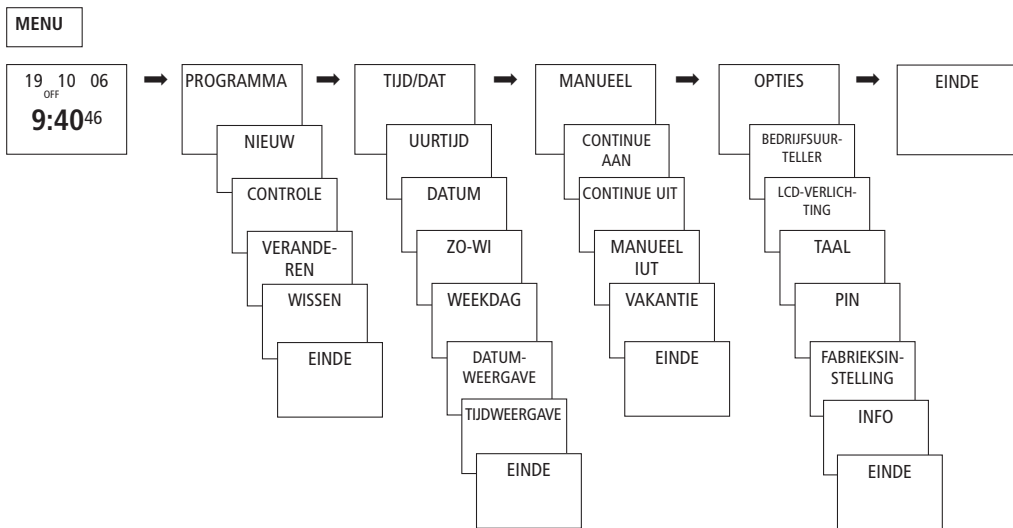 MENU
19 10 06
OFF
9:40 46
PROGRAMMA
NIEUW
CONTROLE
VERANDE-
REN
WISSEN
EINDE
TIJD/DAT
UURTIJD
DATUM
ZO-WI
WEEKDAG
DATUM-
WEERGAVE
TIJDWEERGAVE
EINDE
MANUEEL
CONTINUE
AAN
CONTINUE UIT
MANUEEL
IUT
VAKANTIE
EINDE
OPTIES
BEDRIJFSUUR-
TELLER
LCD-VERLICH-
TING
TAAL
PIN
FABRIEKSIN-
STELLING
INFO
EINDE
EINDE